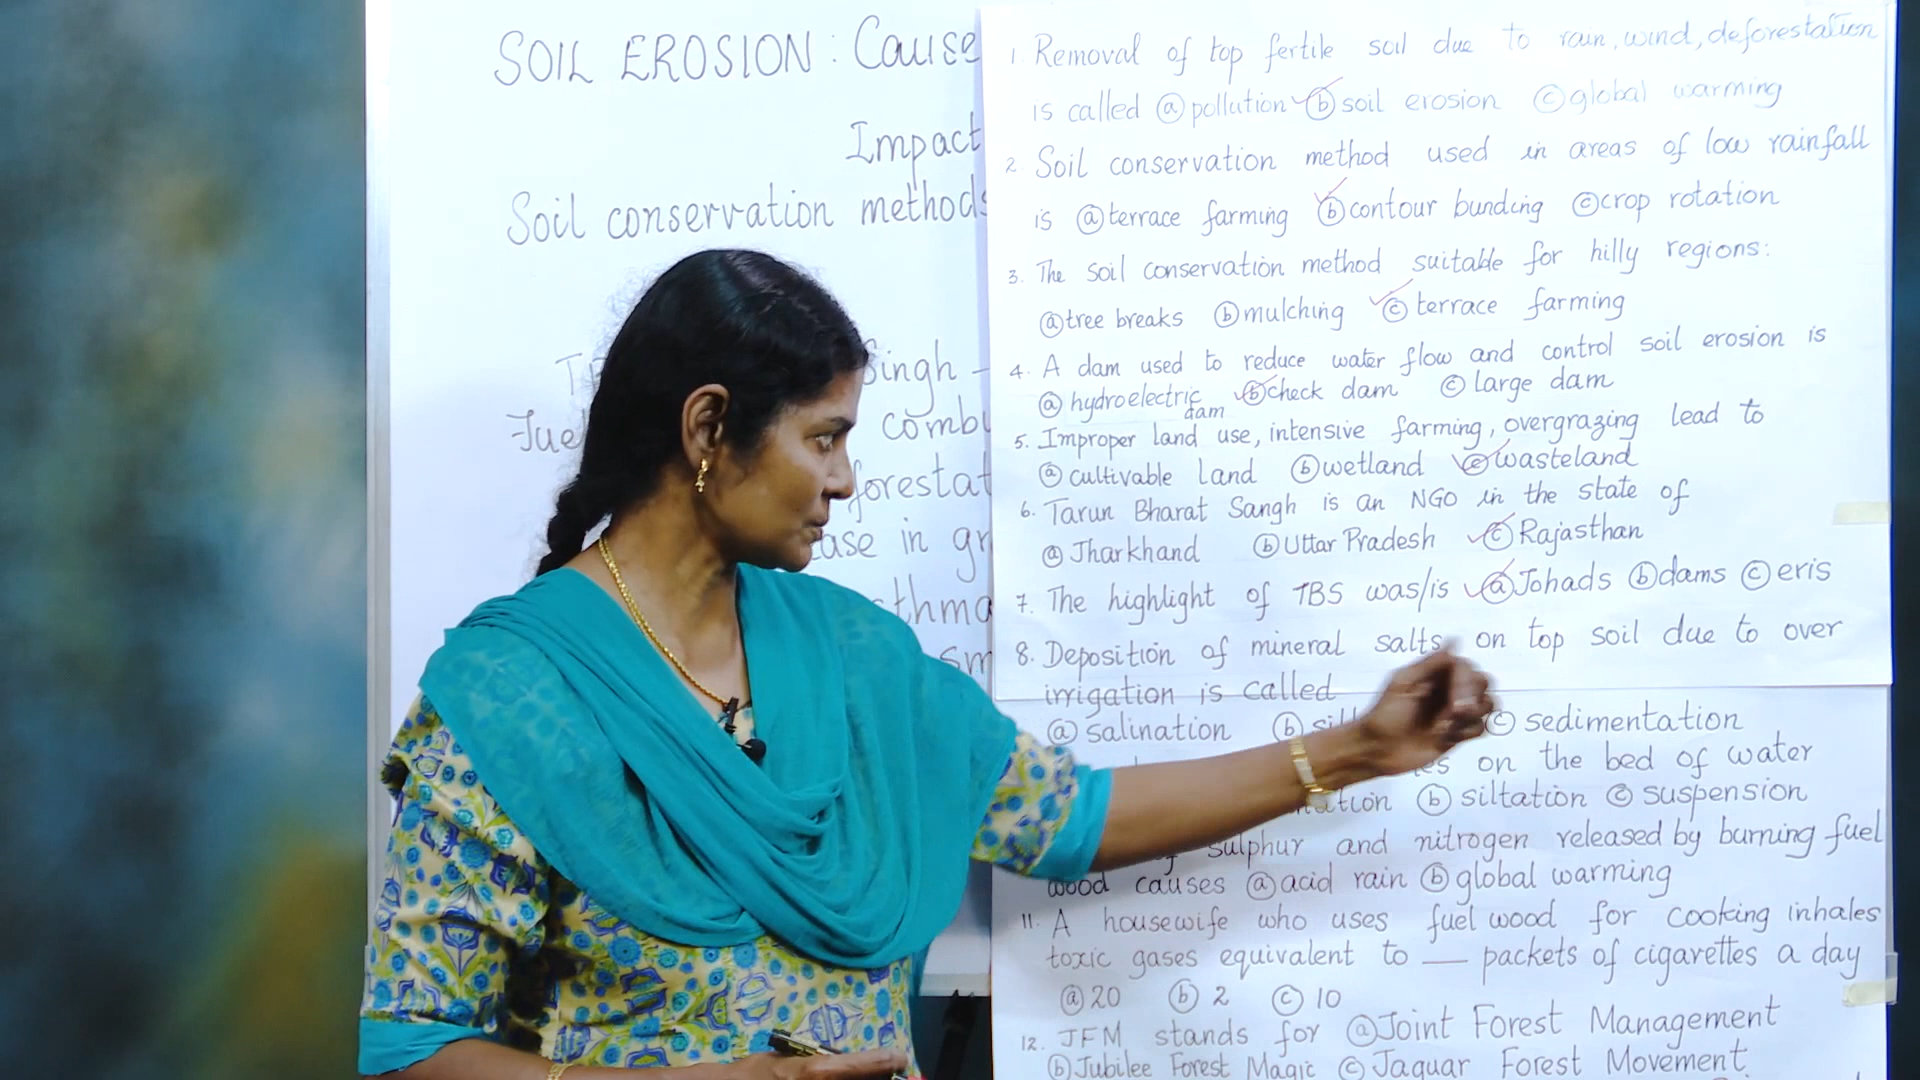 SOIL EROSION: Cause
Impact
Soil conservation methods
Singh -
Fuel
comb
forestat
ase in gr
thma
sm
1. Removal of top fertile soil due to rain, wind, deforestation
is called ⓐ pollution ⓑ soil erosion ⓒ global warming
2. Soil conservation method used in areas of low rainfall
is ⓐ terrace farming ⓑ contour bunding ⓒ crop rotation
3. The soil conservation method suitable for hilly regions:
ⓐ tree breaks ⓑ mulching ⓒ terrace farming
4. A dam used to reduce water flow and control soil erosion is
ⓐ hydroelectric dam ⓑ check dam ⓒ large dam
5. Improper land use, intensive farming, overgrazing lead to
ⓐ cultivable land ⓑ wetland ⓒ wasteland
6. Tarun Bharat Sangh is an NGO in the state of
ⓐ Jharkhand ⓑ Uttar Pradesh ⓒ Rajasthan
7. The highlight of TBS was/is ⓐ Johads ⓑ dams ⓒ eris
8. Deposition of mineral salts on top soil due to over
irrigation is called
ⓐ salination ⓑ ⓒ sedimentation
on the bed of water
ation ⓑ siltation ⓒ suspension
sulphur and nitrogen released by burning fuel
wood causes ⓐ acid rain ⓑ global warming
11. A housewife who uses fuel wood for cooking inhales
toxic gases equivalent to — packets of cigarettes a day
ⓐ 20 ⓑ 2 ⓒ 10
12. JFM stands for ⓐ Joint Forest Management
ⓑ Jubilee Forest Magic ⓒ Jaguar Forest Movement